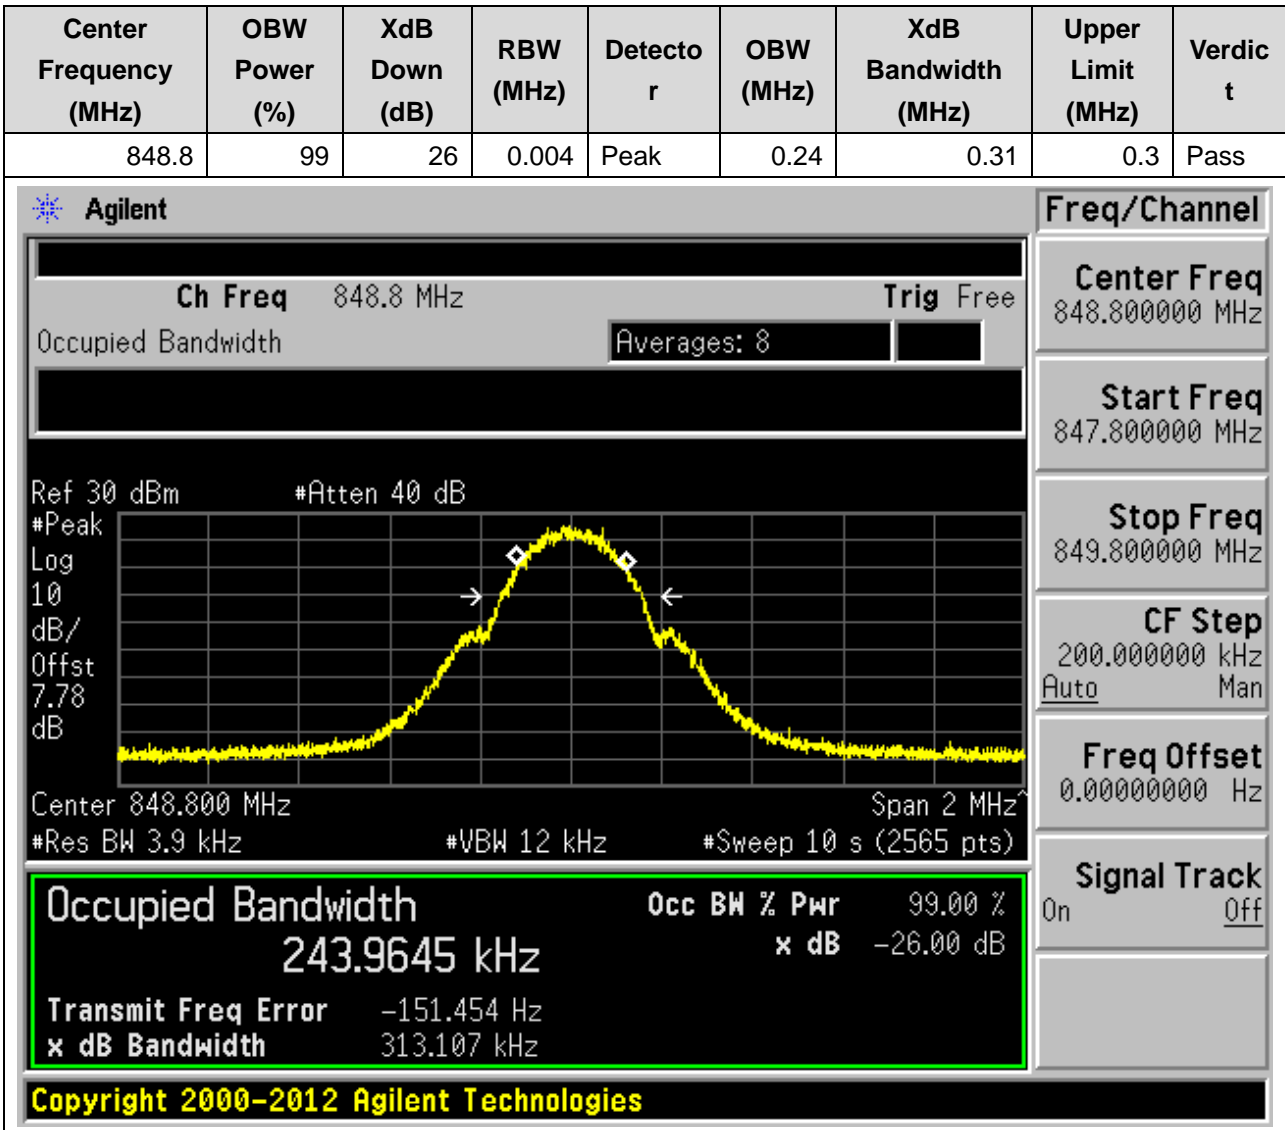 Center Frequency (MHz) OBW Power (%) XdB Down (dB) RBW (MHz) Detecto r OBW (MHz) XdB Bandwidth (MHz) Upper Limit (MHz) Verdic t
848.8 99 26 0.004 Peak 0.24 0.31 0.3 Pass
Agilent
Ch Freq 848.8 MHz Trig Free
Occupied Bandwidth Averages: 8
Ref 30 dBm #Atten 40 dB
#Peak
Log
10
dB/
Offst
7.78
dB
Center 848.800 MHz Span 2 MHz^
#Res BW 3.9 kHz #VBW 12 kHz #Sweep 10 s (2565 pts)
Occupied Bandwidth Occ BW % Pwr 99.00 %
243.9645 kHz x dB -26.00 dB
Transmit Freq Error -151.454 Hz
x dB Bandwidth 313.107 kHz
Copyright 2000-2012 Agilent Technologies
Freq/Channel
Center Freq
848.800000 MHz
Start Freq
847.800000 MHz
Stop Freq
849.800000 MHz
CF Step
200.000000 kHz
Auto Man
Freq Offset
0.00000000 Hz
Signal Track
On Off